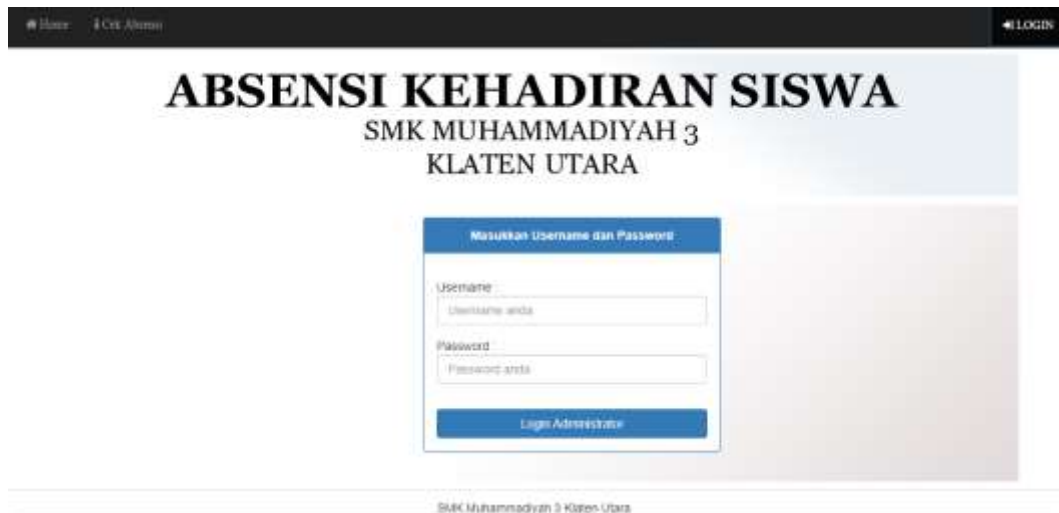 Home Cek Absensi LOGIN
ABSENSI KEHADIRAN SISWA
SMK MUHAMMADIYAH 3
KLATEN UTARA
Masukkan Username dan Password
Username
Username anda
Password
Password anda
Login Administrator
SMK Muhammadiyah 3 Klaten Utara